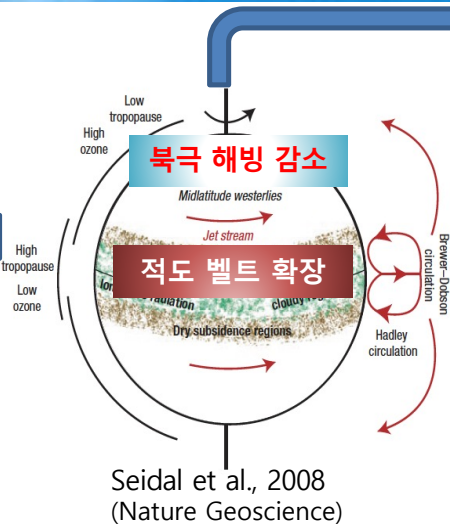 Low
tropopause
High
ozone
북극 해빙 감소
Midlatitude westerlies
Jet stream
High
tropopause
Low
ozone
적도 벨트 확장
Dry subsidence regions
Brewer–Dobson
circulation
Hadley
circulation
Seidal et al., 2008
(Nature Geoscience)